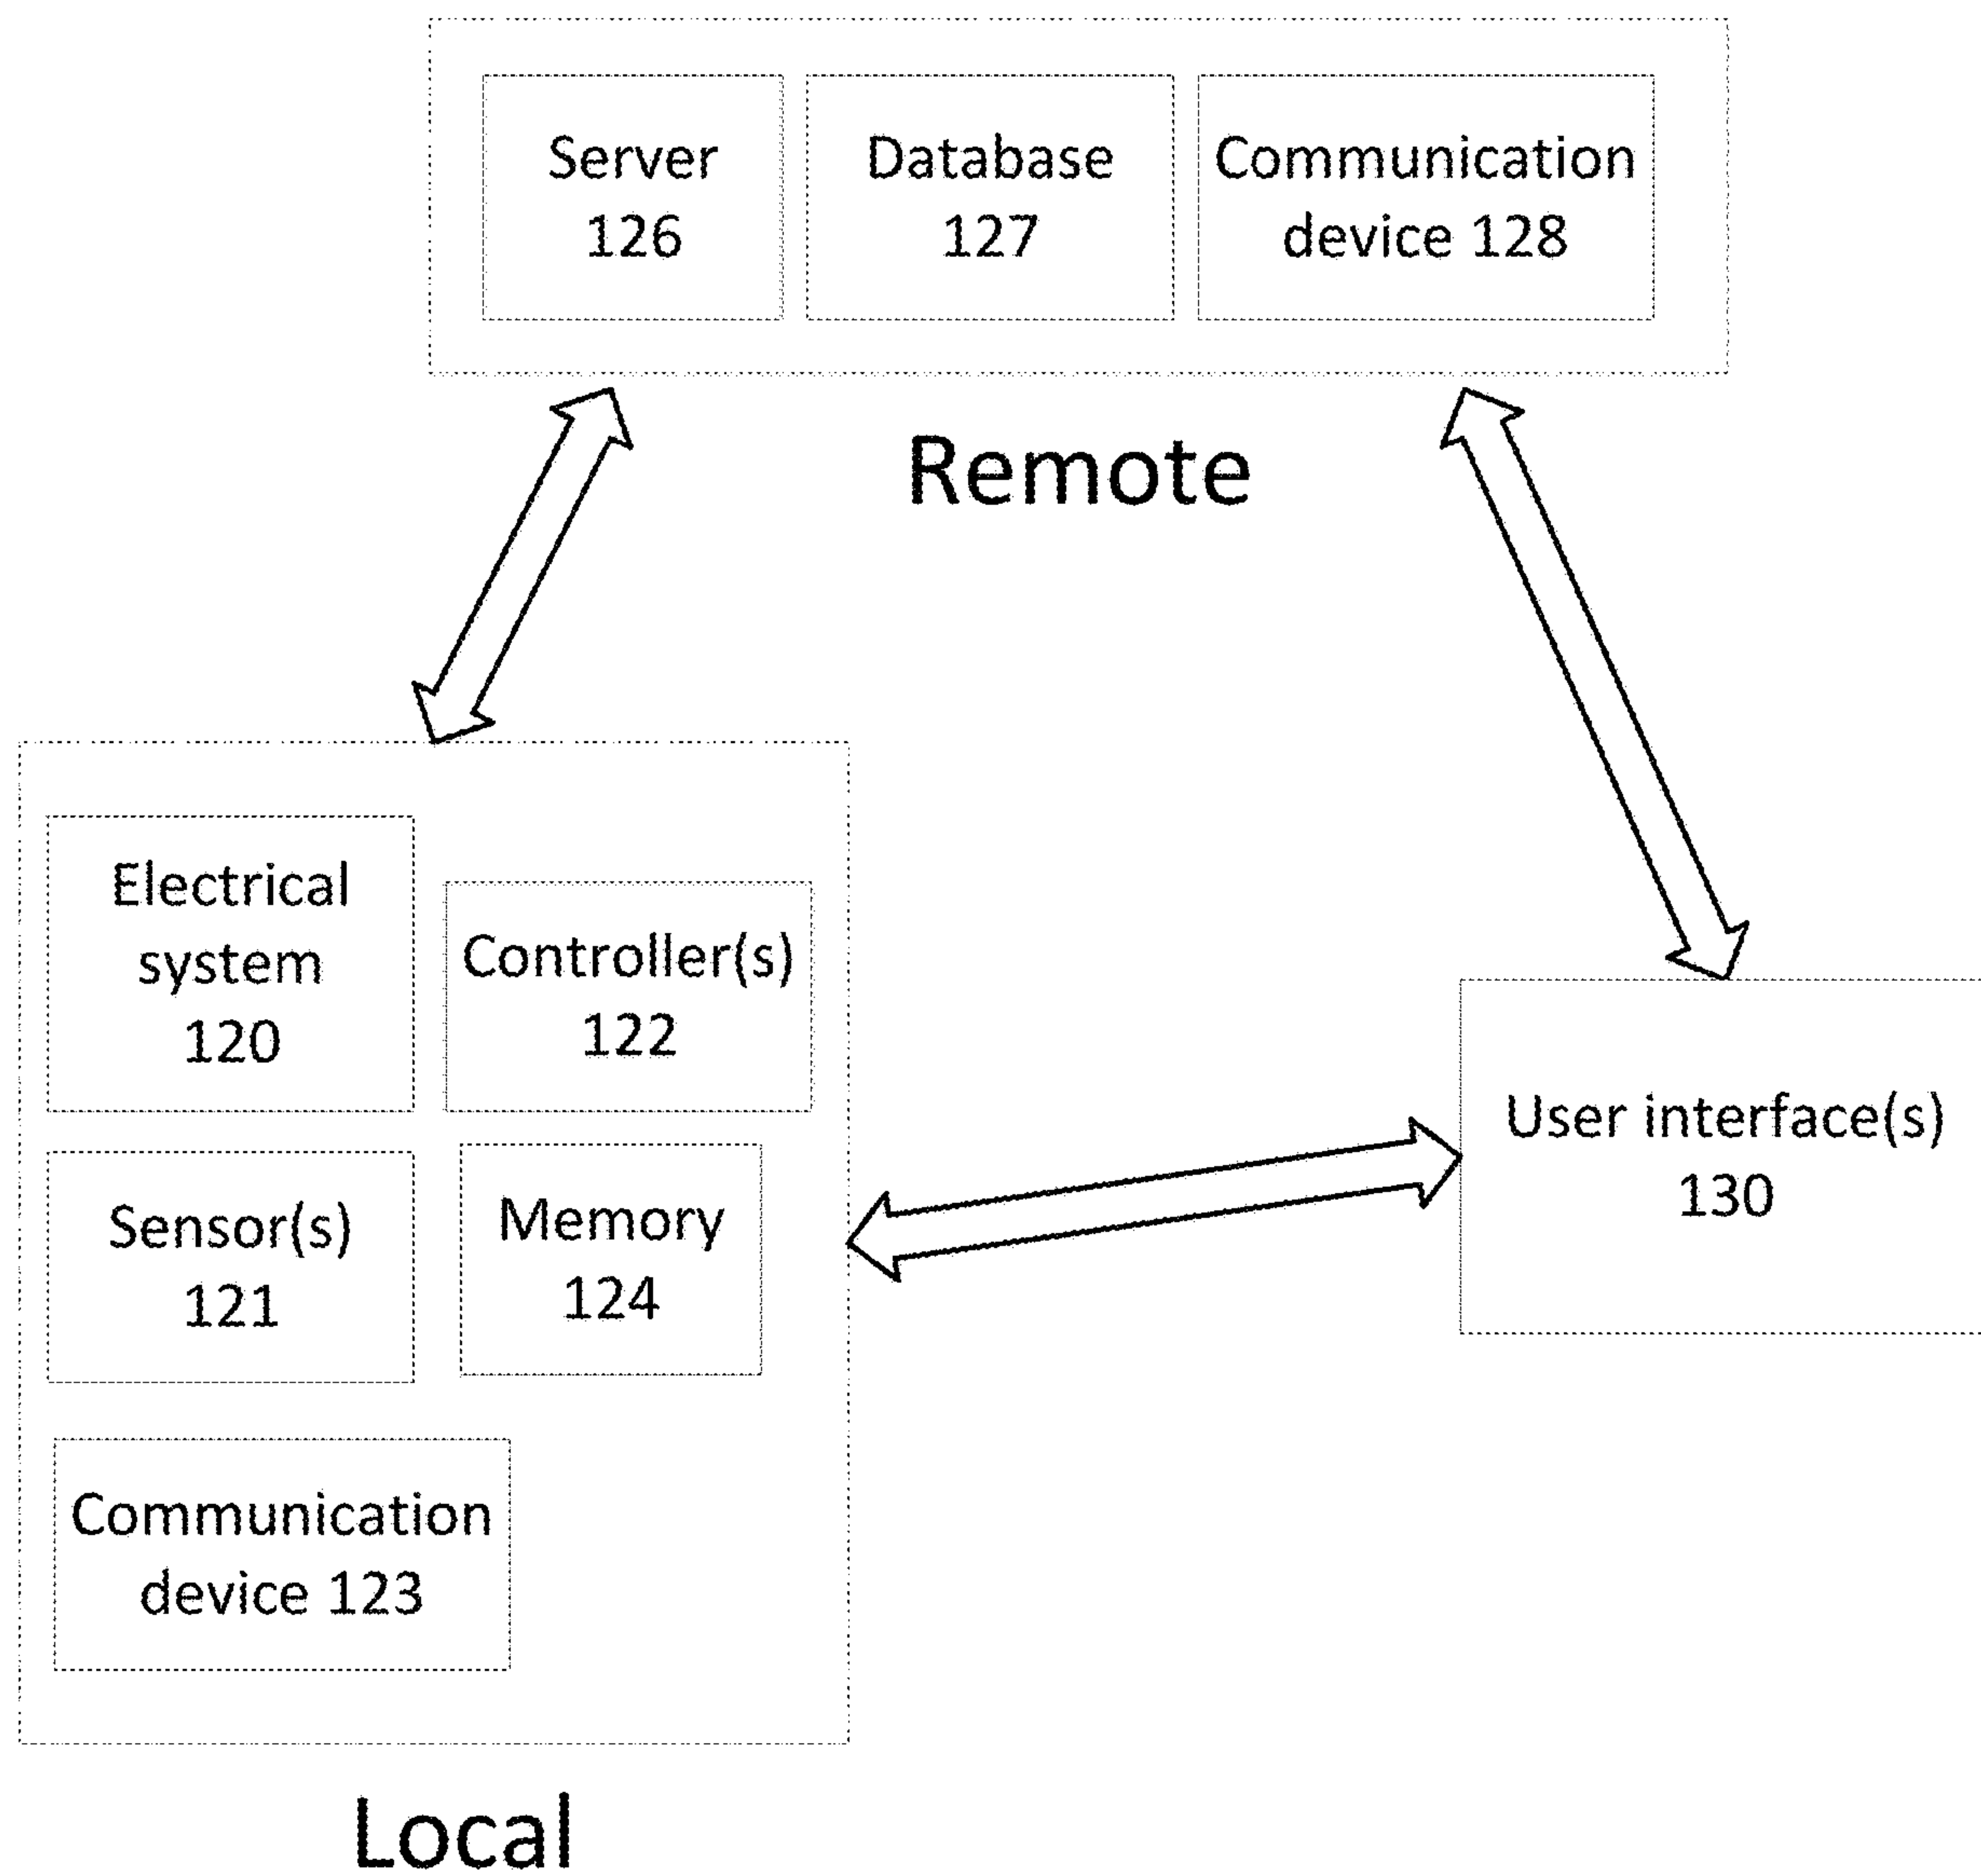 Server
126
Database
127
Communication
device 128
Remote
Electrical
system
120
Controller(s)
122
Sensor(s)
121
Memory
124
Communication
device 123
Local
User interface(s)
130